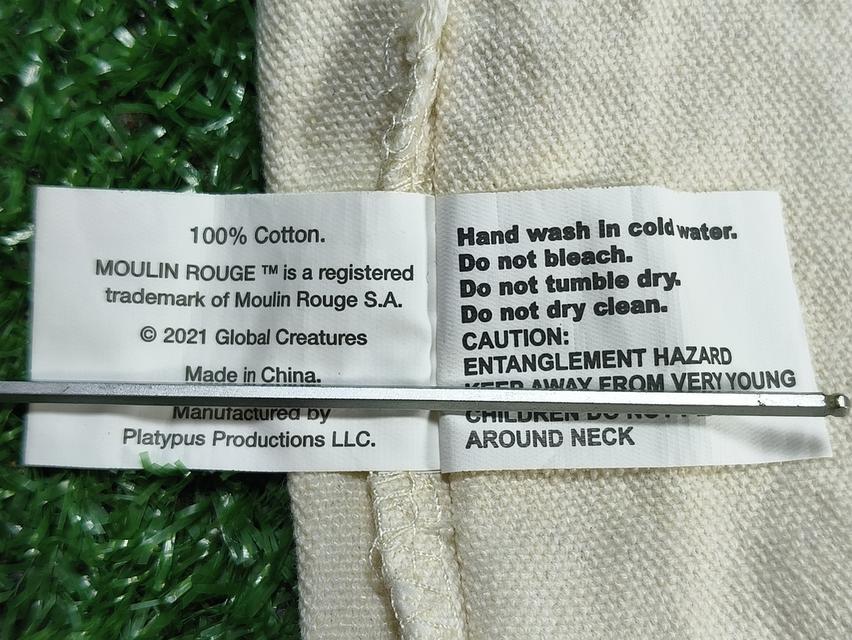 100% Cotton.
MOULIN ROUGE ™ is a registered
trademark of Moulin Rouge S.A.
© 2021 Global Creatures
Made in China.
Manufactured by
Platypus Productions LLC.
Hand wash in cold water.
Do not bleach.
Do not tumble dry.
Do not dry clean.
CAUTION:
ENTANGLEMENT HAZARD
KEEP AWAY FROM VERY YOUNG
CHILDREN DO NOT
AROUND NECK